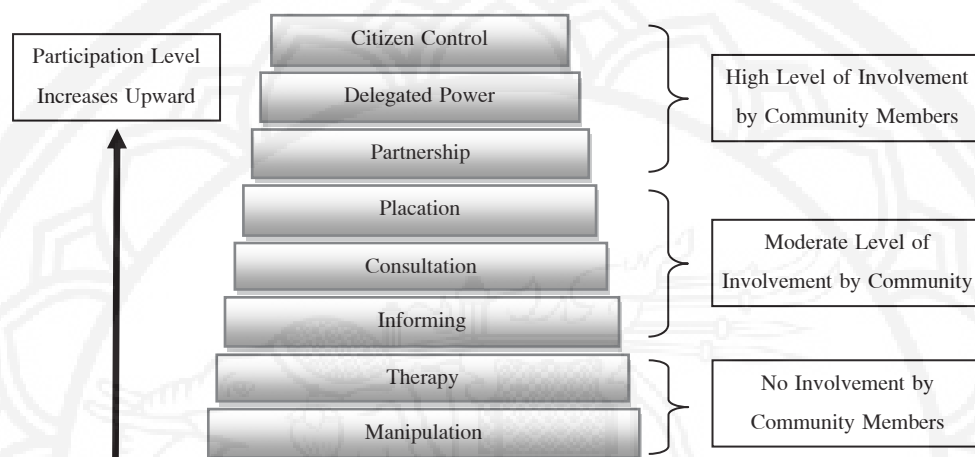 Participation Level
Increases Upward
Citizen Control
Delegated Power
Partnership
Placation
Consultation
Informing
Therapy
Manipulation
High Level of Involvement
by Community Members
Moderate Level of
Involvement by Community
No Involvement by
Community Members